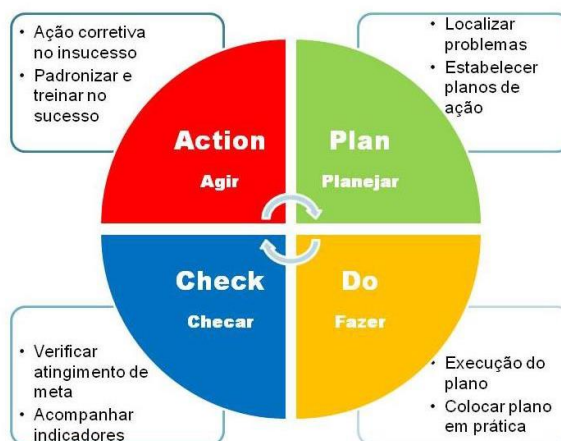 • Ação corretiva
no insucesso
• Padronizar e
treinar no
sucesso
• Localizar
problemas
• Estabelecer
planos de
ação
Action
Agir
Plan
Planejar
Check
Checar
Do
Fazer
• Verificar
atingimento de
meta
• Acompanhar
indicadores
• Execução do
plano
• Colocar plano
em prática